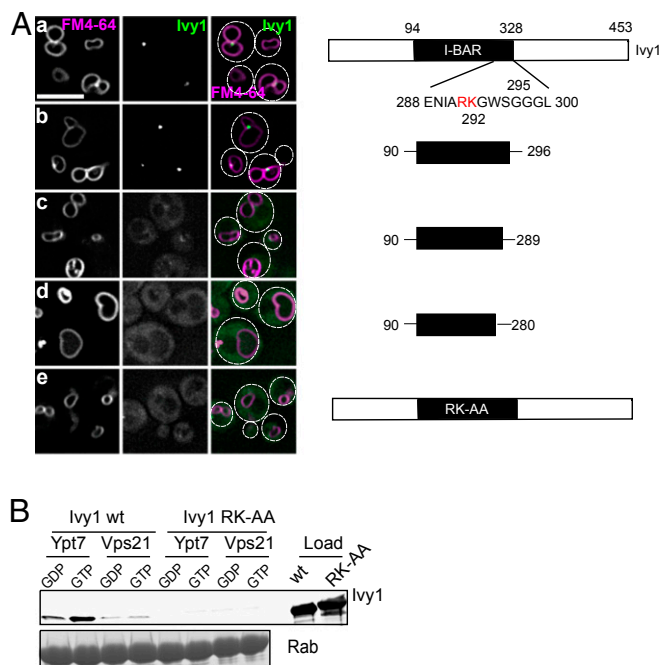 A
a FM4-64 Ivy1 Ivy1
FM4-64
b
c
d
e
94 328 453
I-BAR Ivy1
295
288 ENIARKGWSGGGL 300
292
90 296
90 289
90 280
RK-AA
B
Ivy1 wt Ivy1 RK-AA
Ypt7 Vps21 Ypt7 Vps21 Load
GDP GTP GDP GTP GDP GTP GDP GTP wt RK-AA
Ivy1
Rab